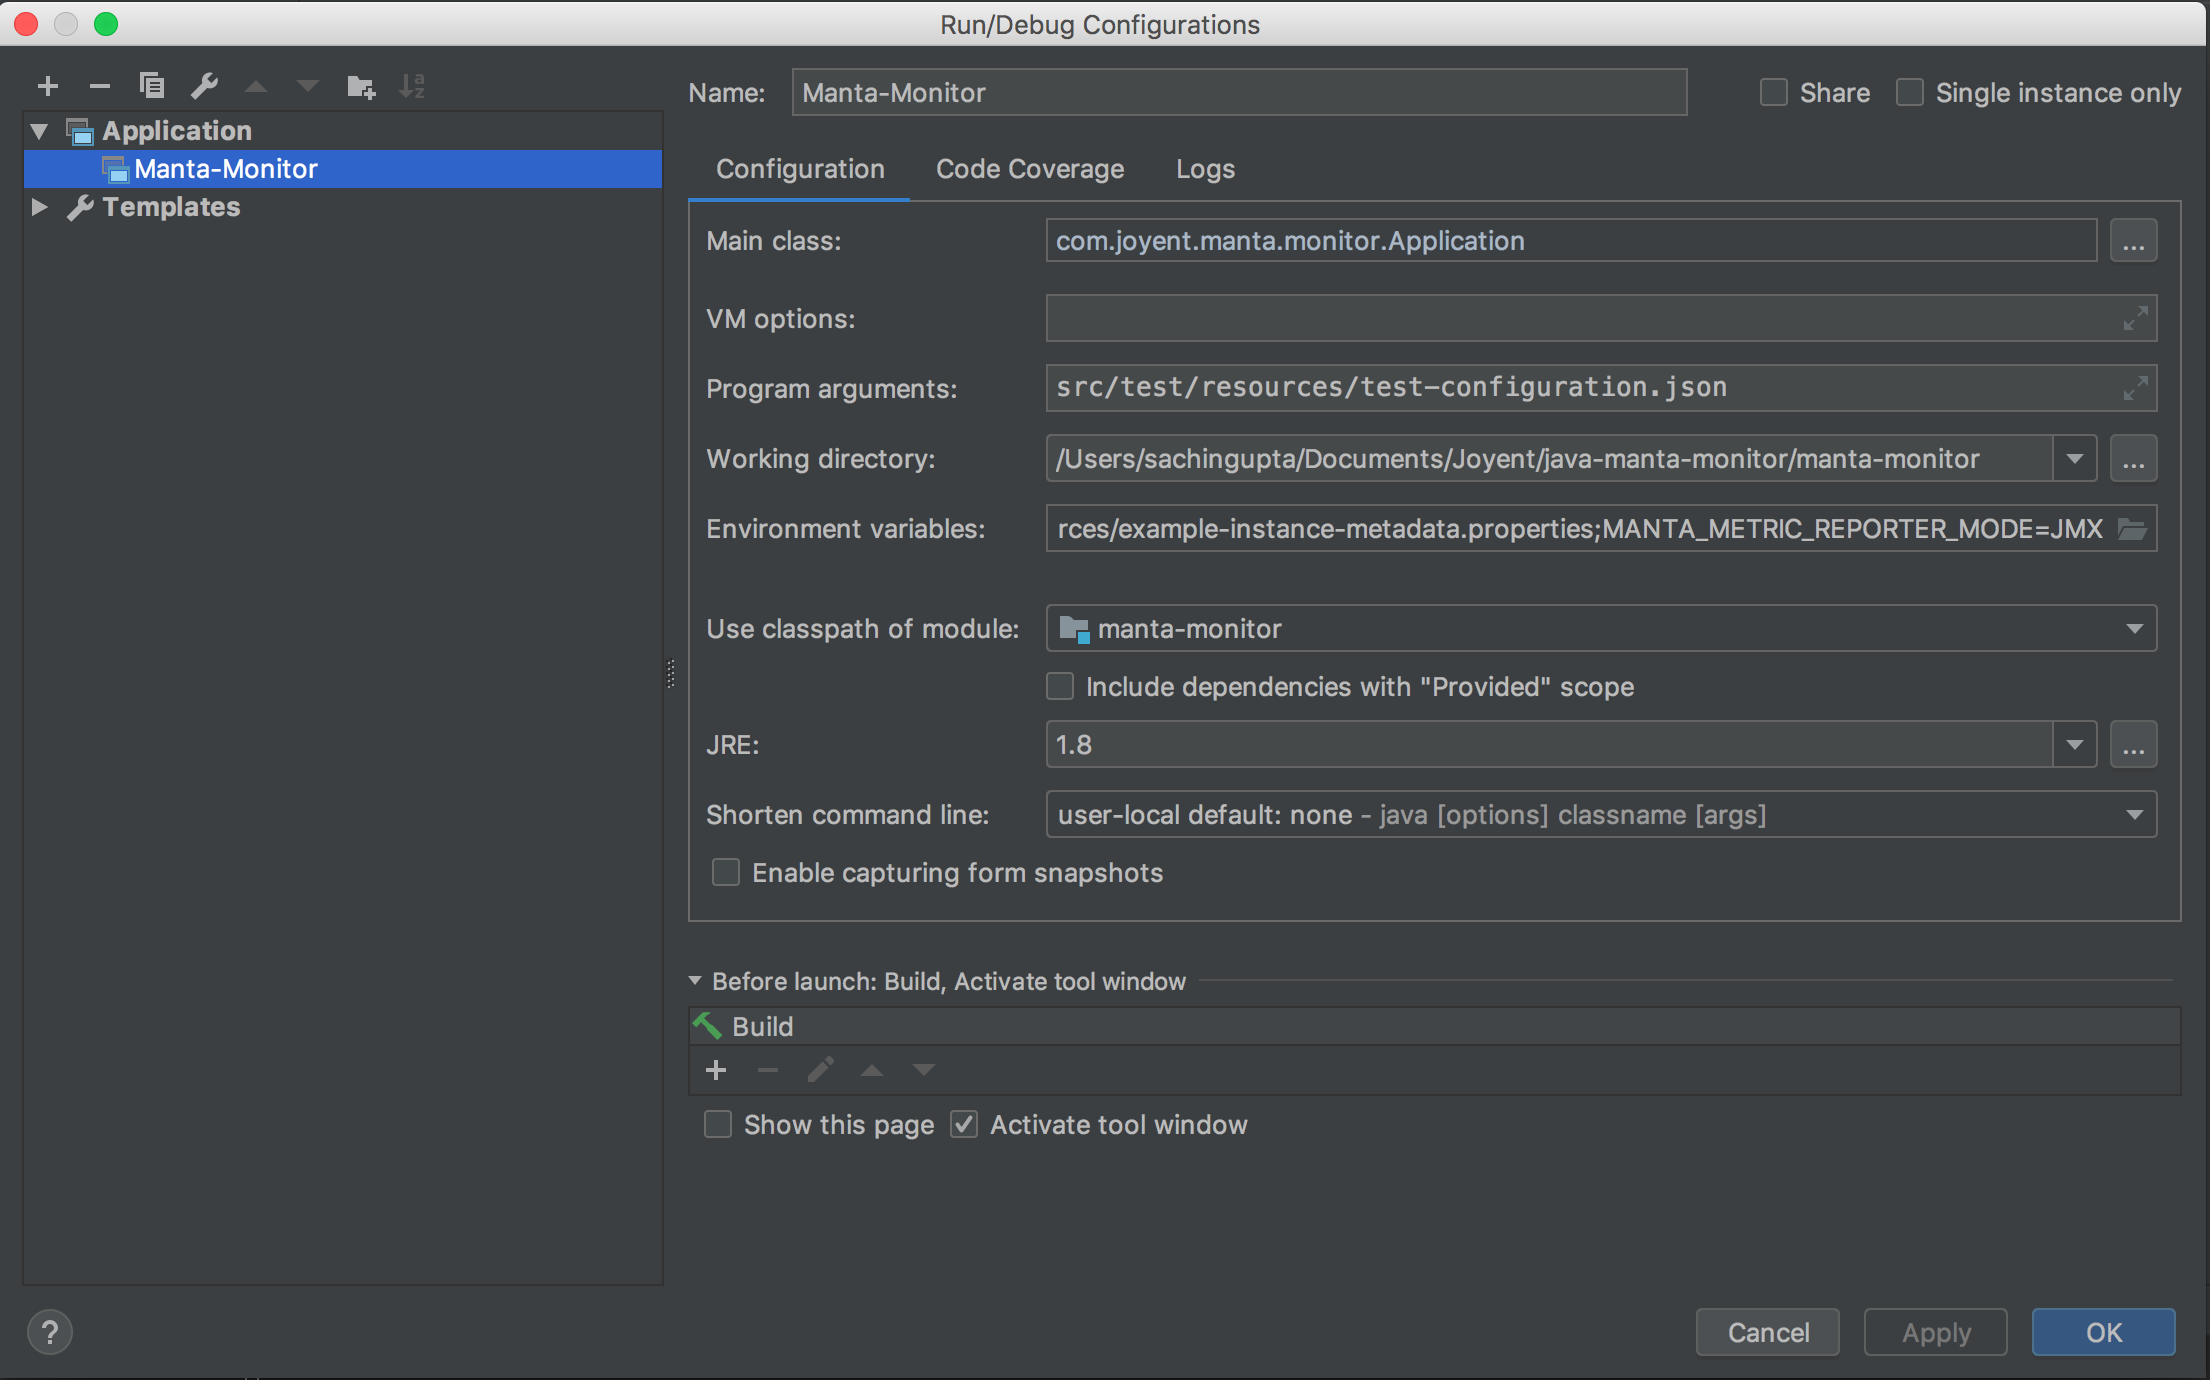 Run/Debug Configurations
Name: Manta-Monitor Share Single instance only
Application
Manta-Monitor
Templates
Configuration Code Coverage Logs
Main class: com.joyent.manta.monitor.Application ...
VM options:
Program arguments: src/test/resources/test-configuration.json
Working directory: /Users/sachingupta/Documents/Joyent/java-manta-monitor/manta-monitor ...
Environment variables: rces/example-instance-metadata.properties;MANTA_METRIC_REPORTER_MODE=JMX
Use classpath of module: manta-monitor
Include dependencies with "Provided" scope
JRE: 1.8 ...
Shorten command line: user-local default: none - java [options] classname [args]
Enable capturing form snapshots
Before launch: Build, Activate tool window
Build
Show this page Activate tool window
? Cancel Apply OK